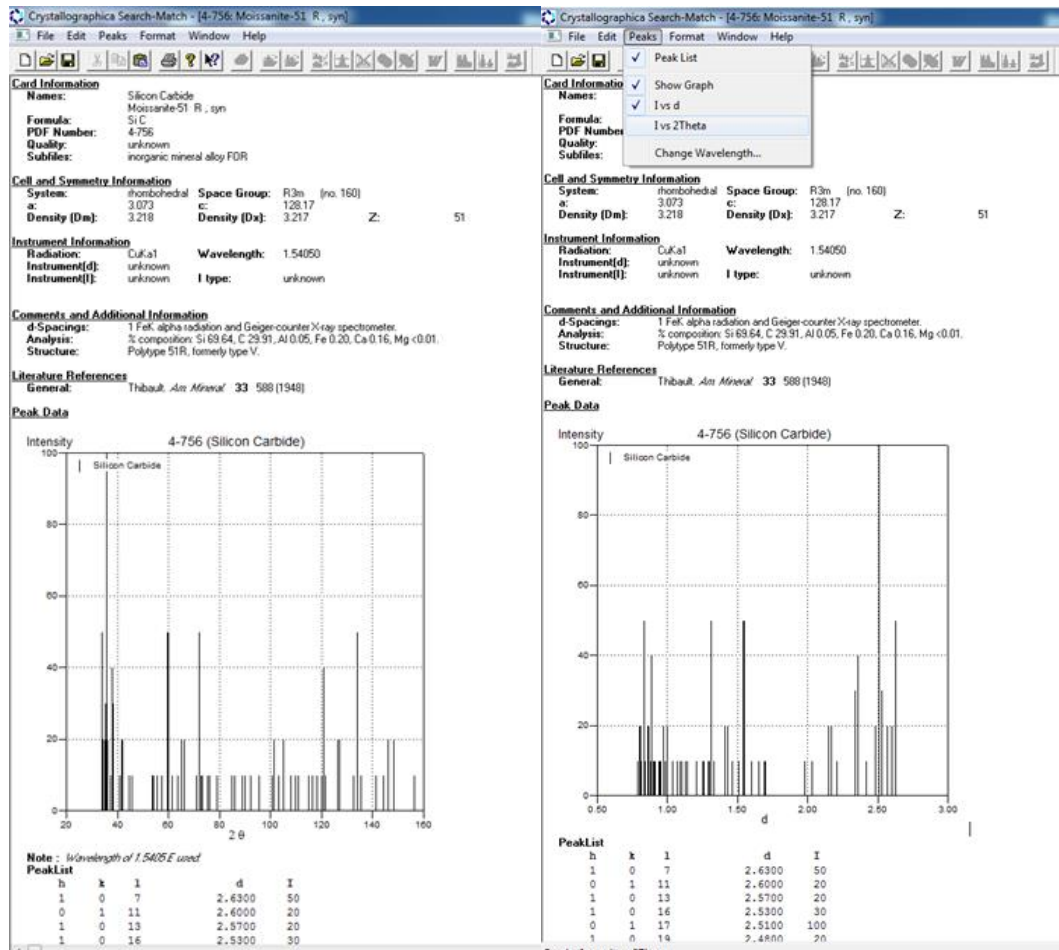 Crystallographica Search-Match - [4-756: Moissanite-51 R , syn]
File Edit Peaks Format Window Help
Card Information
Names: Silicon Carbide
Moissanite-51 R , syn
Formula: Si C
PDF Number: 4-756
Quality: unknown
Subfiles: inorganic mineral alloy FOR
Cell and Symmetry Information
System: rhombohedral Space Group: R3m (no. 160)
a: 3.073 c: 128.17
Density (Dm): 3.218 Density (Dx): 3.217 Z: 51
Instrument Information
Radiation: CuKa1 Wavelength: 1.54050
Instrument(d): unknown
Instrument(I): unknown I type: unknown
Comments and Additional Information
d-Spacings: 1 FeK alpha radiation and Geiger-counter X-ray spectrometer.
Analysis: % composition: Si 69.64, C 29.91, Al 0.05, Fe 0.20, Ca 0.16, Mg <0.01.
Structure: Polytype 51R, formerly type V.
Literature References
General: Thibault. Am Mineral 33 588 (1948)
Peak Data
Intensity 4-756 (Silicon Carbide)
100
Silicon Carbide
80
60
40
20
0
20 40 60 80 100 120 140 160
2 θ
Note : Wavelength of 1.5405 E used
PeakList
h k l d I
1 0 7 2.6300 50
0 1 11 2.6000 20
1 0 13 2.5700 20
1 0 16 2.5300 30
Crystallographica Search-Match - [4-756: Moissanite-51 R , syn]
File Edit Peaks Format Window Help
Peak List
Show Graph
I vs d
I vs 2Theta
Change Wavelength...
Card Informatio
Names:
Formula:
PDF Number
Quality:
Subfiles: inorganic mineral alloy FOR
Cell and Symmetry Information
System: rhombohedral Space Group: R3m (no. 160)
a: 3.073 c: 128.17
Density (Dm): 3.218 Density (Dx): 3.217 Z: 51
Instrument Information
Radiation: CuKa1 Wavelength: 1.54050
Instrument(d): unknown
Instrument(I): unknown I type: unknown
Comments and Additional Information
d-Spacings: 1 FeK alpha radiation and Geiger-counter X-ray spectrometer.
Analysis: % composition: Si 69.64, C 29.91, Al 0.05, Fe 0.20, Ca 0.16, Mg <0.01.
Structure: Polytype 51R, formerly type V.
Literature References
General: Thibault. Am Mineral 33 588 (1948)
Peak Data
Intensity 4-756 (Silicon Carbide)
100
Silicon Carbide
80
60
40
20
0
0.50 1.00 1.50 2.00 2.50 3.00
d
PeakList
h k l d I
1 0 7 2.6300 50
0 1 11 2.6000 20
1 0 13 2.5700 20
1 0 16 2.5300 30
0 1 17 2.5100 100
1 0 19 2.4800 20